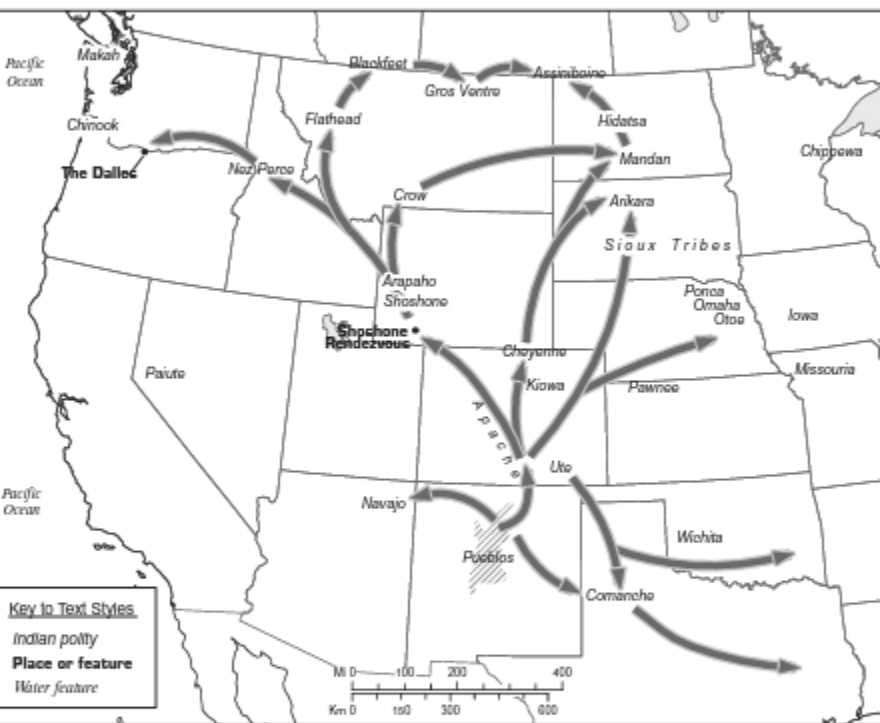 Makah
Pacific
Ocean
Blackfeet
Gros Ventre
Assiniboine
Chinook
Flathead
Hidatsa
The Dalles
Nez Perce
Mandan
Chippewa
Crow
Arikara
Sioux Tribes
Arapaho
Shoshone
Ponca
Omaha
Otoe
Iowa
Shoshone
Rendezvous
Cheyenne
Paiute
Kiowa
Pawnee
Missouria
Apache
Ute
Pacific
Ocean
Navajo
Pueblos
Wichita
Comanche
Key to Text Styles
Indian polity
Place or feature
Water feature
Mi 0 100 200 400
Km 0 150 300 600